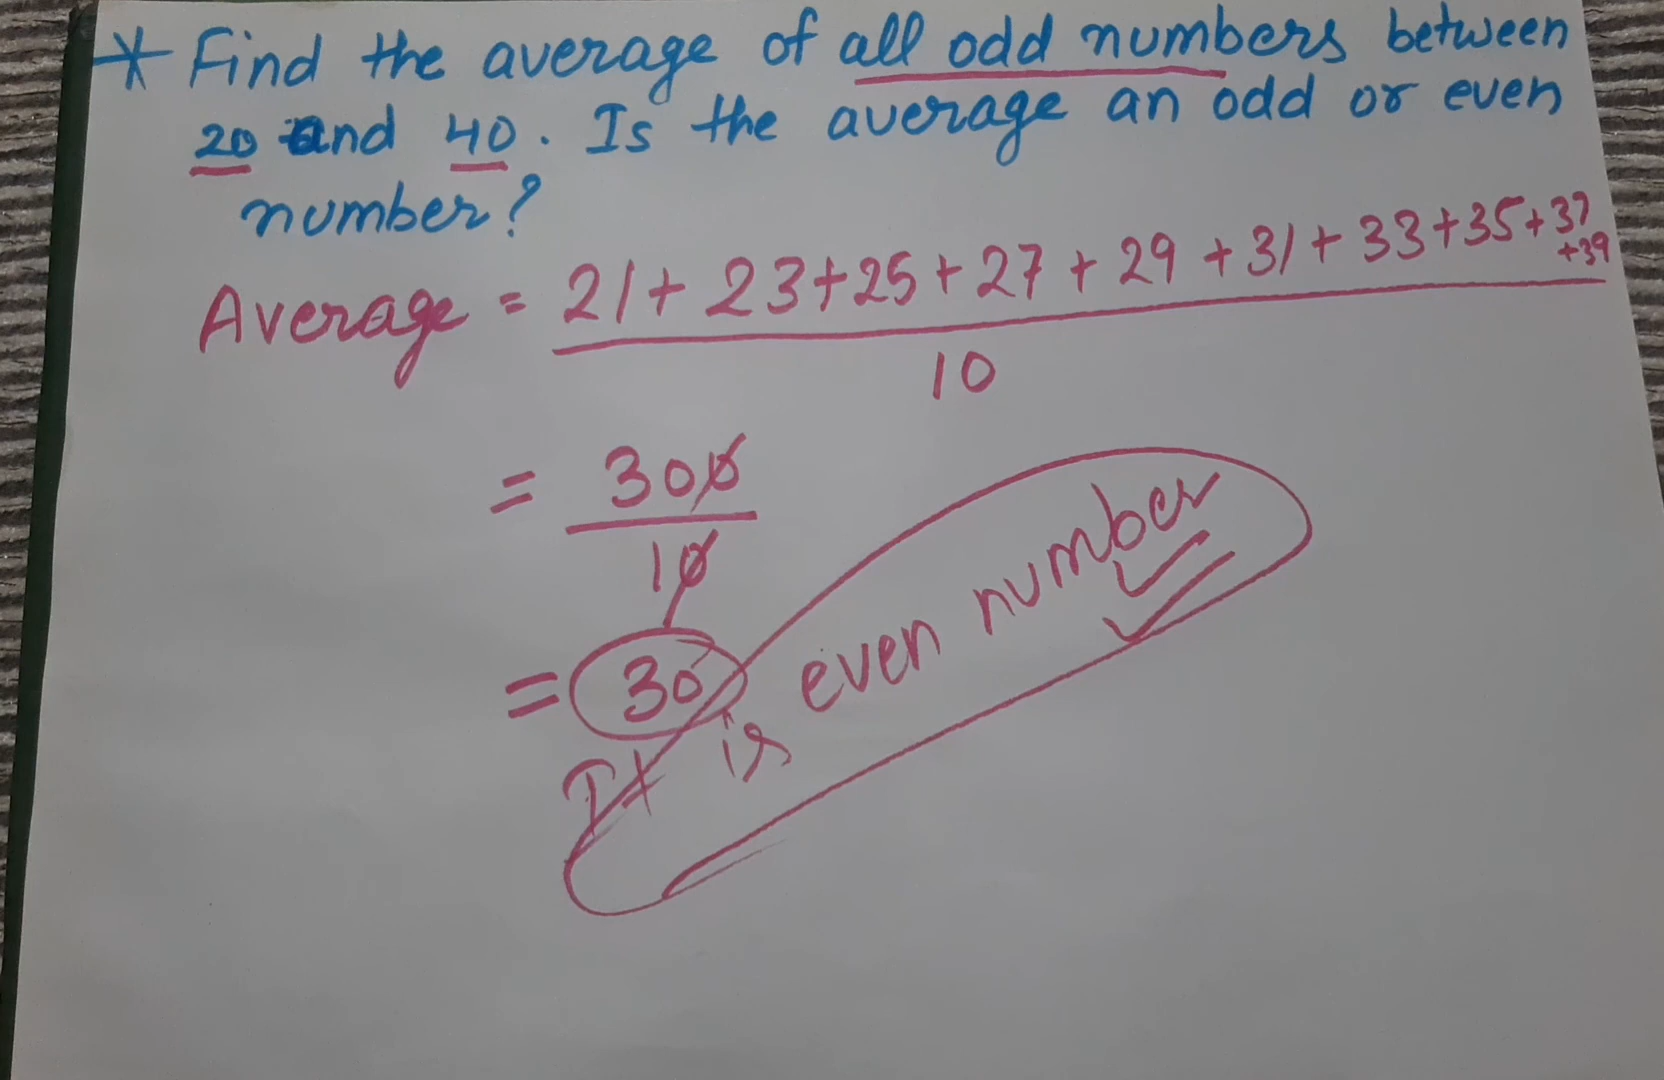 * Find the average of all odd numbers between
20 and 40. Is the average an odd or even
number?
Average = 21 + 23 + 25 + 27 + 29 + 31 + 33 + 35 + 37
+39
10
= 300
10
= 30
It is even number